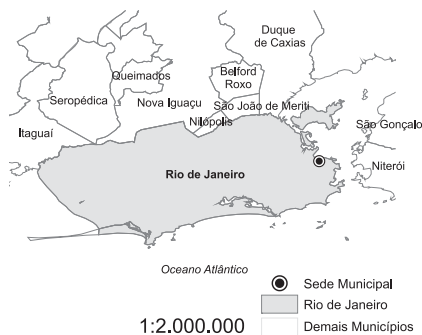 Duque
de Caxias
Queimados
Belford
Roxo
Seropédica
Nova Iguaçu
São João de Meriti
Itaguaí
Nilópolis
São Gonçalo
Niterói
Rio de Janeiro
Oceano Atlântico
Sede Municipal
Rio de Janeiro
1:2.000.000
Demais Municípios